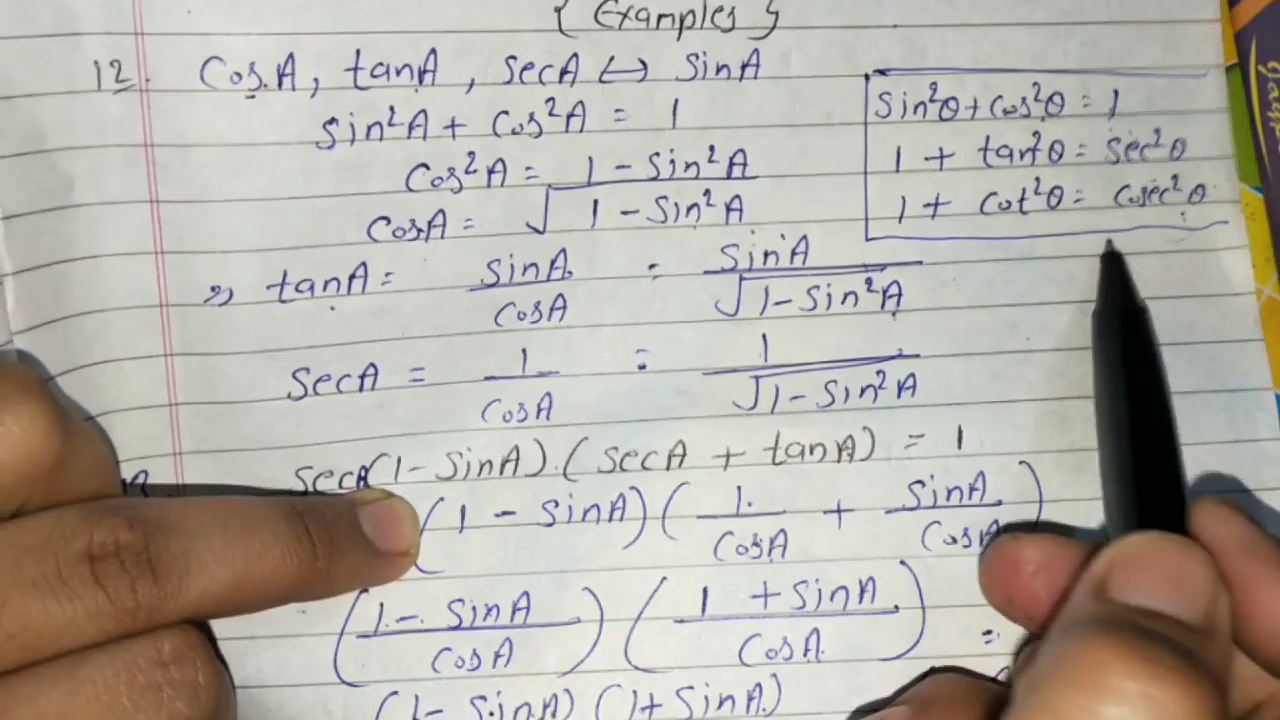 { Examples }
12. Cos.A, tanA, secA ↔ sinA
sin²A + cos²A = 1
cos²A = 1 - sin²A
cosA = √1 - sin²A
⇒ tanA = sinA/cosA = sinA/√1 - sin²A
secA = 1/cosA = 1/√1 - sin²A
secA(1 - sinA).(secA + tanA) = 1
(1 - sinA)(1/cosA + sinA/cosA)
(1 - sinA/cosA)(1 + sinA/cosA) =
(1 - sinA)(1 + sinA)
sin²θ + cos²θ = 1
1 + tan²θ = sec²θ
1 + cot²θ = cosec²θ